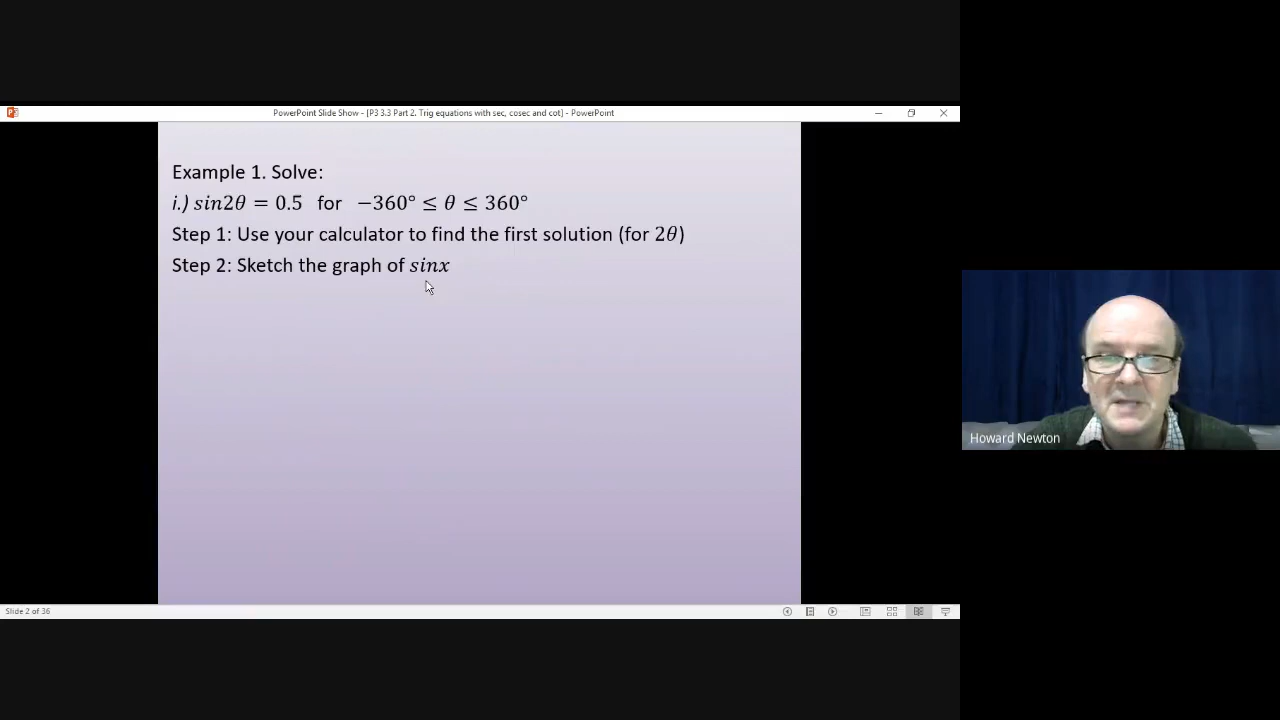 PowerPoint Slide Show - [P3 3.3 Part 2. Trig equations with sec, cosec and cot] - PowerPoint
Example 1. Solve:
i.) sin2θ = 0.5 for −360° ≤ θ ≤ 360°
Step 1: Use your calculator to find the first solution (for 2θ)
Step 2: Sketch the graph of sinx
Howard Newton
Slide 2 of 36